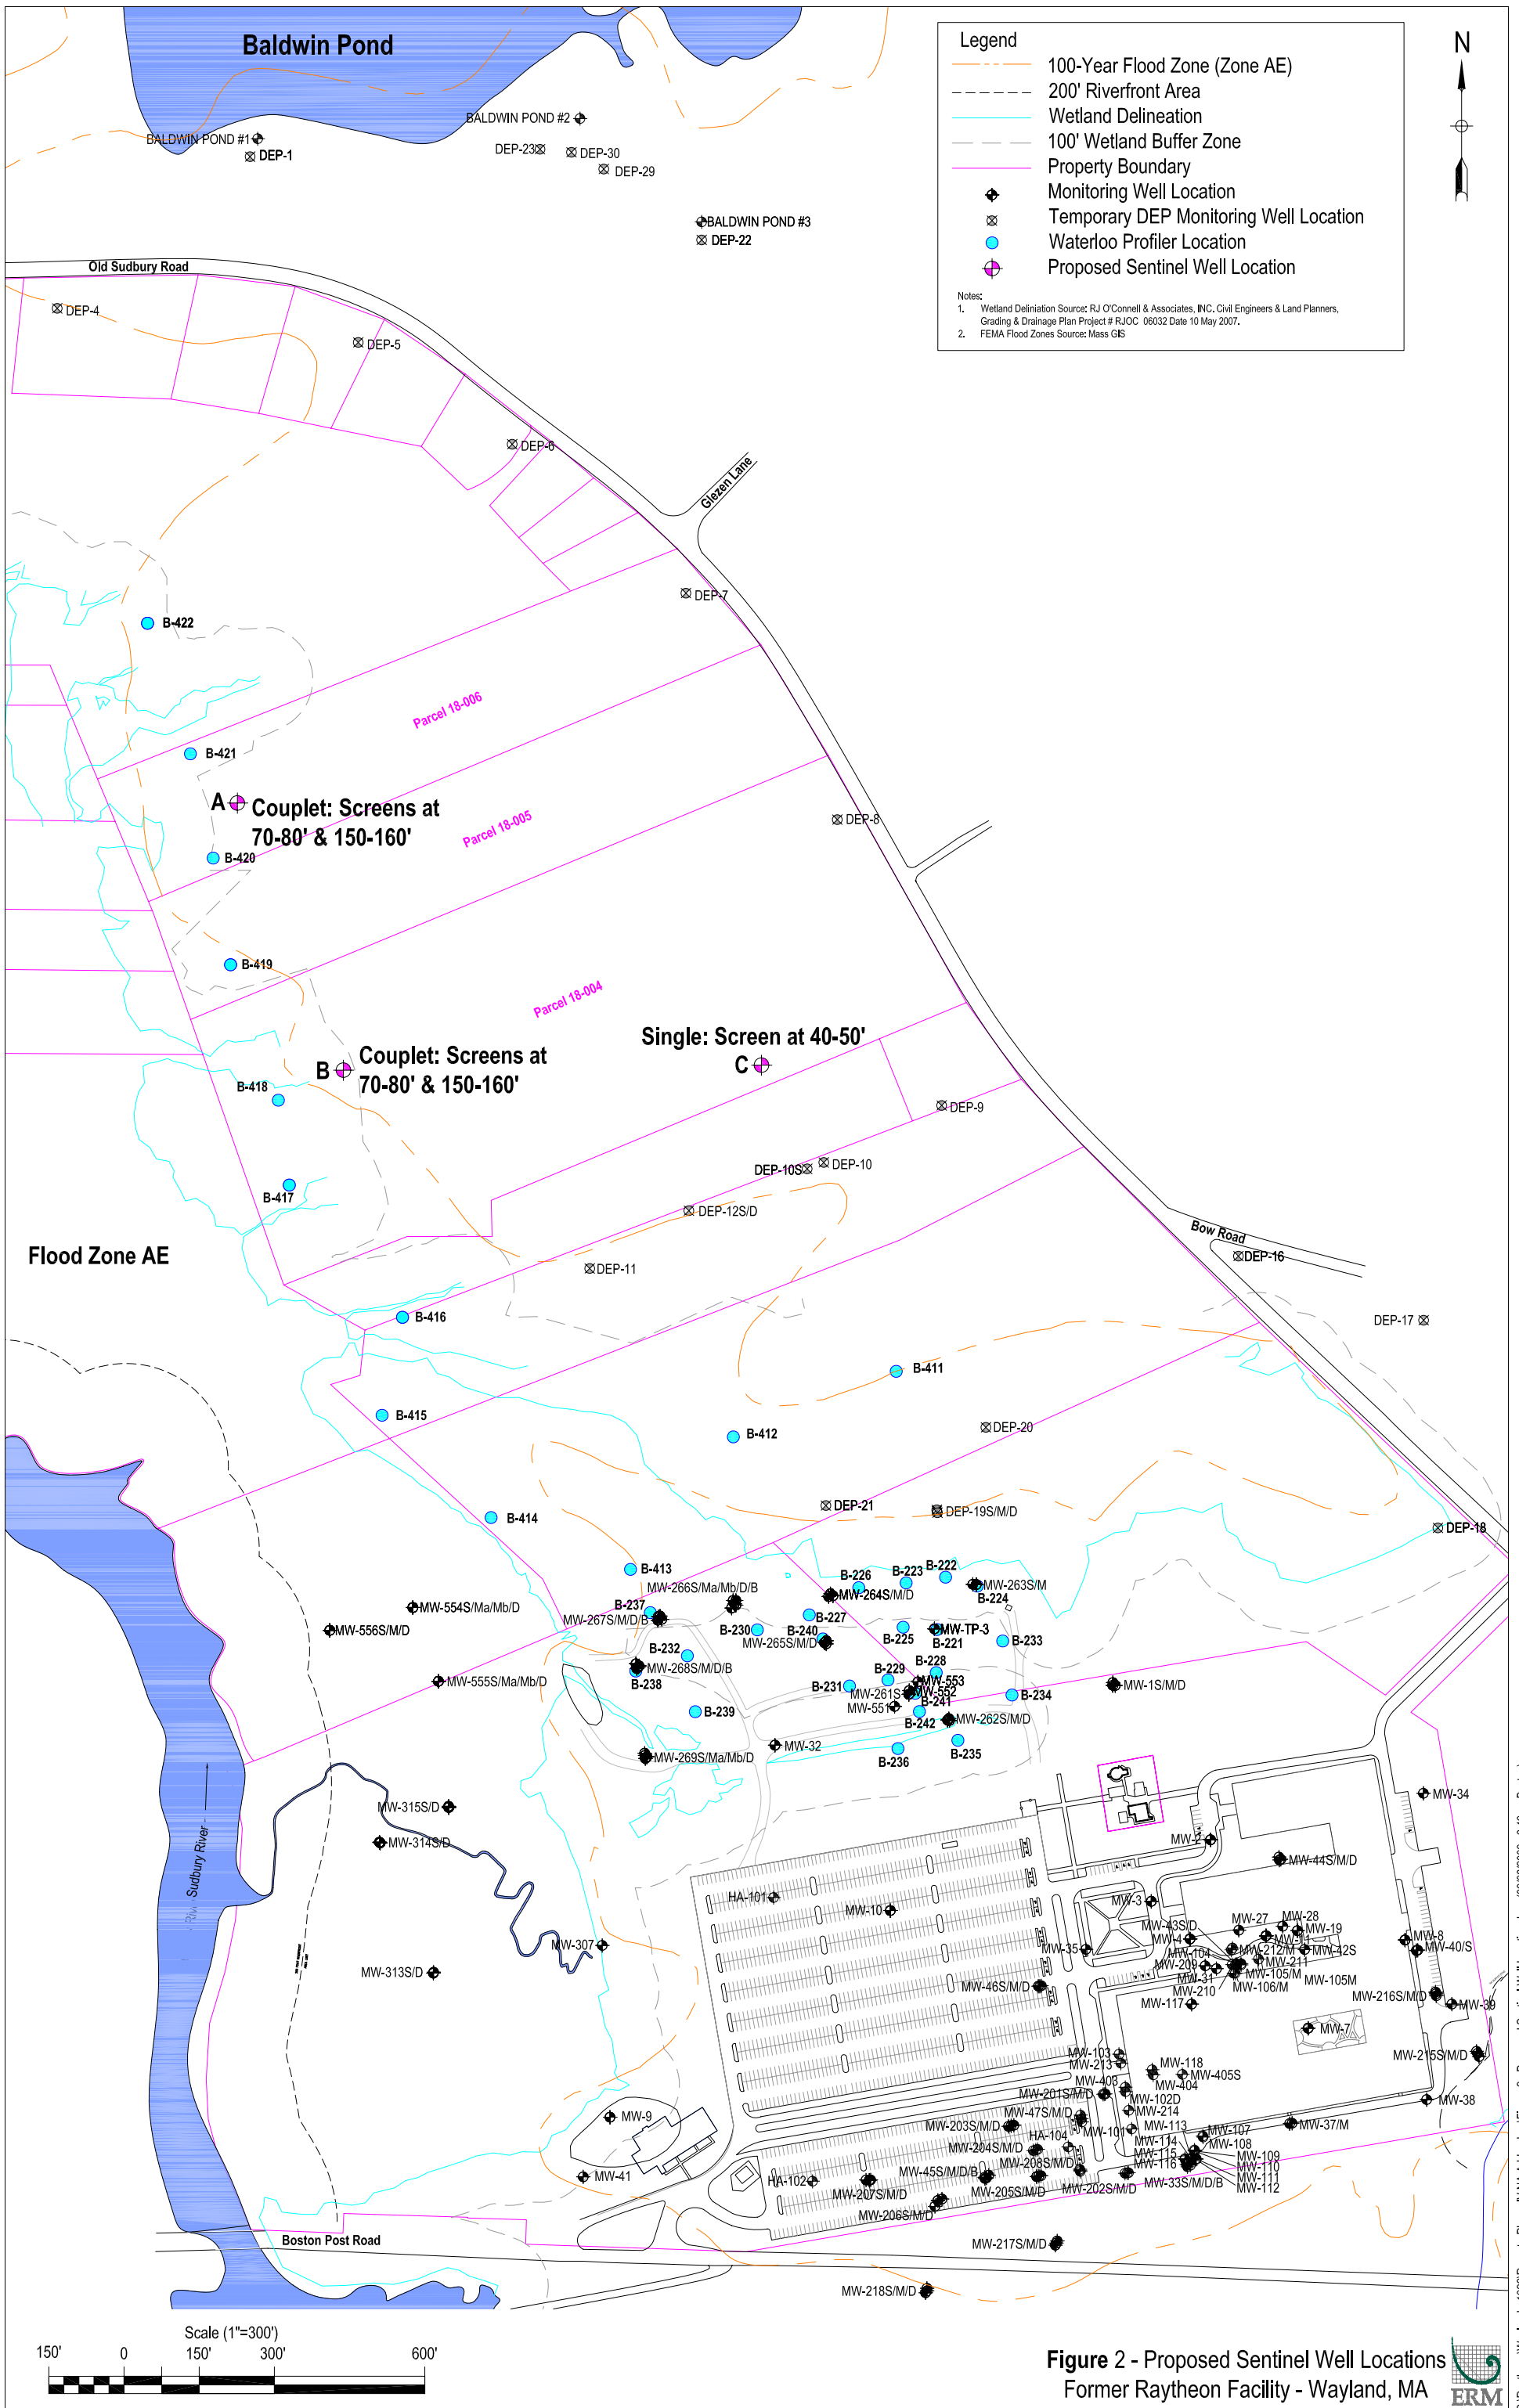 Baldwin Pond
Legend
100-Year Flood Zone (Zone AE)
200' Riverfront Area
Wetland Delineation
100' Wetland Buffer Zone
Property Boundary
Monitoring Well Location
Temporary DEP Monitoring Well Location
Waterloo Profiler Location
Proposed Sentinel Well Location
Notes:
1. Wetland Deliniation Source: RJ O'Connell & Associates, INC. Civil Engineers & Land Planners,
Grading & Drainage Plan Project # RJOC 06032 Date 10 May 2007.
2. FEMA Flood Zones Source: Mass GIS
N
BALDWIN POND #2
BALDWIN POND #1
DEP-1
DEP-23
DEP-30
DEP-29
BALDWIN POND #3
DEP-22
Old Sudbury Road
DEP-4
DEP-5
DEP-6
Glezen Lane
DEP-7
B-422
Parcel 18-006
B-421
A
Couplet: Screens at
70-80' & 150-160'
Parcel 18-005
DEP-8
B-420
B-419
Parcel 18-004
Single: Screen at 40-50'
C
B
Couplet: Screens at
70-80' & 150-160'
B-418
DEP-9
DEP-10S
DEP-10
B-417
DEP-12S/D
Bow Road
DEP-16
Flood Zone AE
DEP-11
B-416
DEP-17
B-411
B-415
B-412
DEP-20
DEP-21
DEP-19S/M/D
B-414
DEP-18
B-413
B-226
B-223
B-222
MW-263S/M
B-224
MW-266S/Ma/Mb/D/B
MW-264S/M/D
MW-554S/Ma/Mb/D
B-237
MW-267S/M/D/B
B-227
MW-556S/M/D
B-230
B-240
B-225
MW-TP-3
B-221
B-233
MW-265S/M/D
B-232
MW-268S/M/D/B
B-238
B-228
B-229
MW-553
MW-555S/Ma/Mb/D
B-231
MW-261S
MW-552
B-234
MW-1S/M/D
B-241
MW-551
B-239
B-242
MW-262S/M/D
MW-32
B-236
B-235
MW-269S/Ma/Mb/D
MW-34
MW-315S/D
MW-314S/D
MW-2
MW-44S/M/D
Sudbury River
HA-101
MW-10
MW-3
MW-307
MW-43S/D
MW-27
MW-28
MW-19
MW-4
MW-11
MW-8
MW-35
MW-104
MW-212/M
MW-42S
MW-40/S
MW-313S/D
MW-209
MW-211
MW-31
MW-105/M
MW-105M
MW-46S/M/D
MW-210
MW-106/M
MW-216S/M/D
MW-117
MW-39
MW-7
MW-103
MW-213
MW-215S/M/D
MW-118
MW-405S
MW-403
MW-404
MW-201S/M/D
MW-102D
MW-38
MW-9
MW-47S/M/D
MW-214
MW-203S/M/D
MW-101
MW-113
MW-37/M
HA-104
MW-114
MW-107
MW-204S/M/D
MW-115
MW-108
MW-41
HA-102
MW-45S/M/D/B
MW-208S/M/D
MW-116
MW-109
MW-110
MW-207S/M/D
MW-205S/M/D
MW-202S/M/D
MW-33S/M/D/B
MW-111
MW-112
MW-206S/M/D
Boston Post Road
MW-217S/M/D
MW-218S/M/D
Scale (1"=300')
150' 0 150' 300' 600'
Figure 2 - Proposed Sentinel Well Locations
Former Raytheon Facility - Wayland, MA
ERM